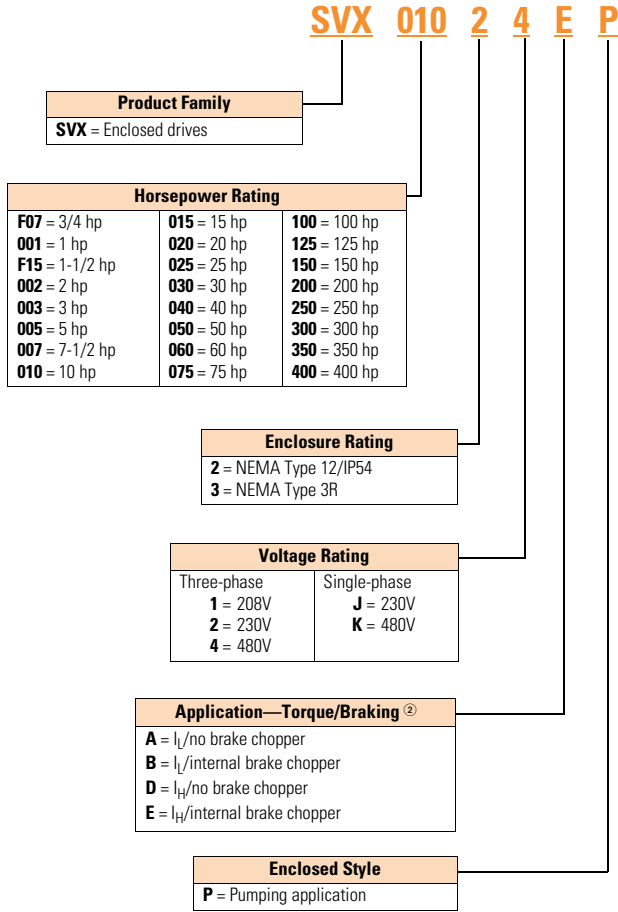 SVX 010 2 4 E P
Product Family
SVX = Enclosed drives
Horsepower Rating
F07 = 3/4 hp
001 = 1 hp
F15 = 1-1/2 hp
002 = 2 hp
003 = 3 hp
005 = 5 hp
007 = 7-1/2 hp
010 = 10 hp
015 = 15 hp
020 = 20 hp
025 = 25 hp
030 = 30 hp
040 = 40 hp
050 = 50 hp
060 = 60 hp
075 = 75 hp
100 = 100 hp
125 = 125 hp
150 = 150 hp
200 = 200 hp
250 = 250 hp
300 = 300 hp
350 = 350 hp
400 = 400 hp
Enclosure Rating
2 = NEMA Type 12/IP54
3 = NEMA Type 3R
Voltage Rating
Three-phase
1 = 208V
2 = 230V
4 = 480V
Single-phase
J = 230V
K = 480V
Application—Torque/Braking ②
A = IL/no brake chopper
B = IL/internal brake chopper
D = IH/no brake chopper
E = IH/internal brake chopper
Enclosed Style
P = Pumping application